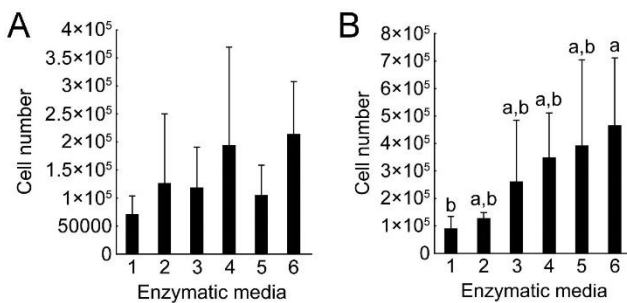 A
Cell number
4×10⁵
3.5×10⁵
3×10⁵
2.5×10⁵
2×10⁵
1.5×10⁵
1×10⁵
50000
0
1 2 3 4 5 6
Enzymatic media
B
Cell number
8×10⁵
7×10⁵
6×10⁵
5×10⁵
4×10⁵
3×10⁵
2×10⁵
1×10⁵
0
b a,b a,b a,b a,b a
1 2 3 4 5 6
Enzymatic media